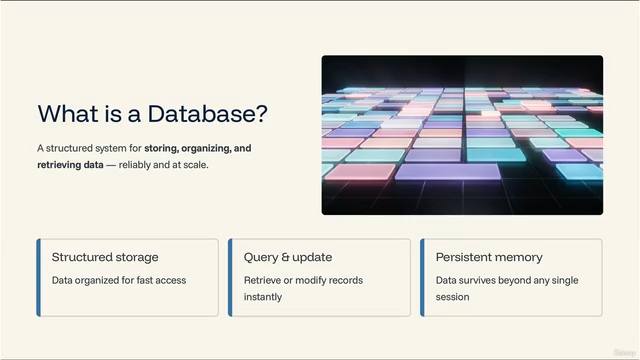 What is a Database?
A structured system for storing, organizing, and
retrieving data — reliably and at scale.
Structured storage
Data organized for fast access
Query & update
Retrieve or modify records
instantly
Persistent memory
Data survives beyond any single
session